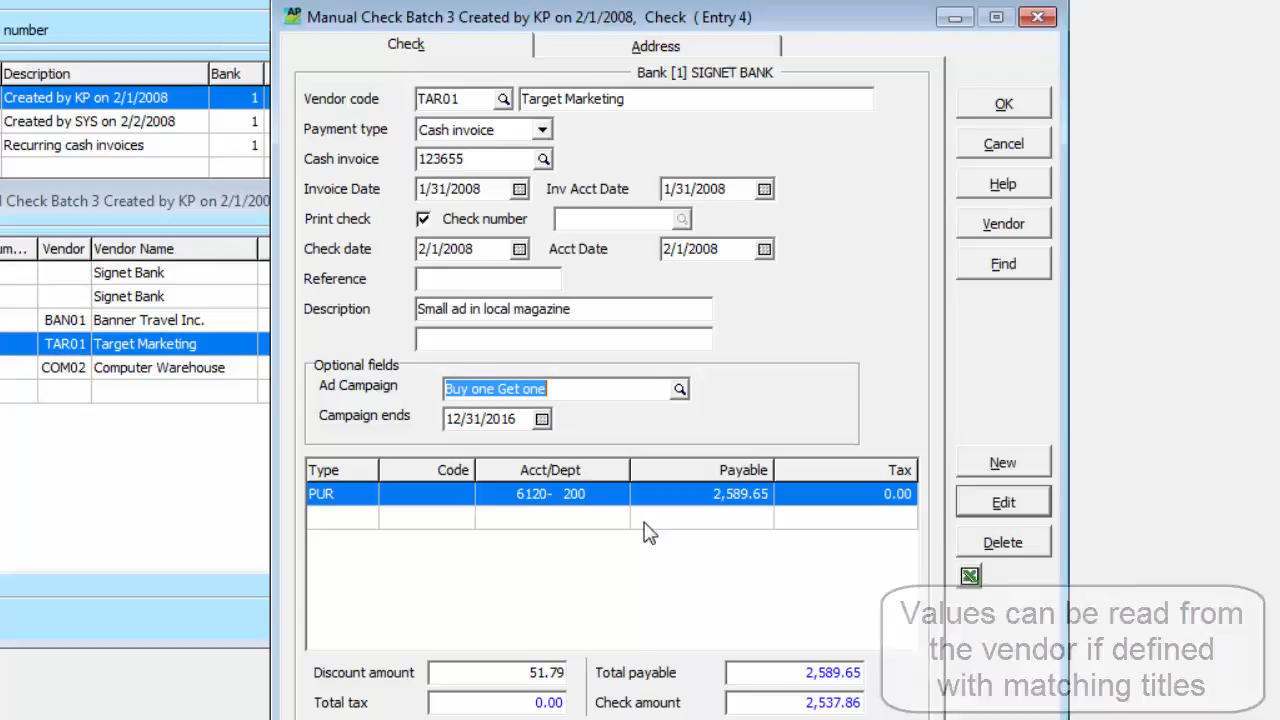 number
Description Bank
Created by KP on 2/1/2008 1
Created by SYS on 2/2/2008 1
Recurring cash invoices 1
Check Batch 3 Created by KP on 2/1/200
Vendor Vendor Name
Signet Bank
Signet Bank
BAN01 Banner Travel Inc.
TAR01 Target Marketing
COM02 Computer Warehouse
AP Manual Check Batch 3 Created by KP on 2/1/2008, Check ( Entry 4)
Check Address
Bank [1] SIGNET BANK
Vendor code TAR01 Target Marketing
Payment type Cash invoice
Cash invoice 123655
Invoice Date 1/31/2008 Inv Acct Date 1/31/2008
Print check Check number
Check date 2/1/2008 Acct Date 2/1/2008
Reference
Description Small ad in local magazine
Optional fields
Ad Campaign Buy one Get one
Campaign ends 12/31/2016
Type Code Acct/Dept Payable Tax
PUR 6120- 200 2,589.65 0.00
Discount amount 51.79 Total payable 2,589.65
Total tax 0.00 Check amount 2,537.86
OK
Cancel
Help
Vendor
Find
New
Edit
Delete
Values can be read from
the vendor if defined
with matching titles